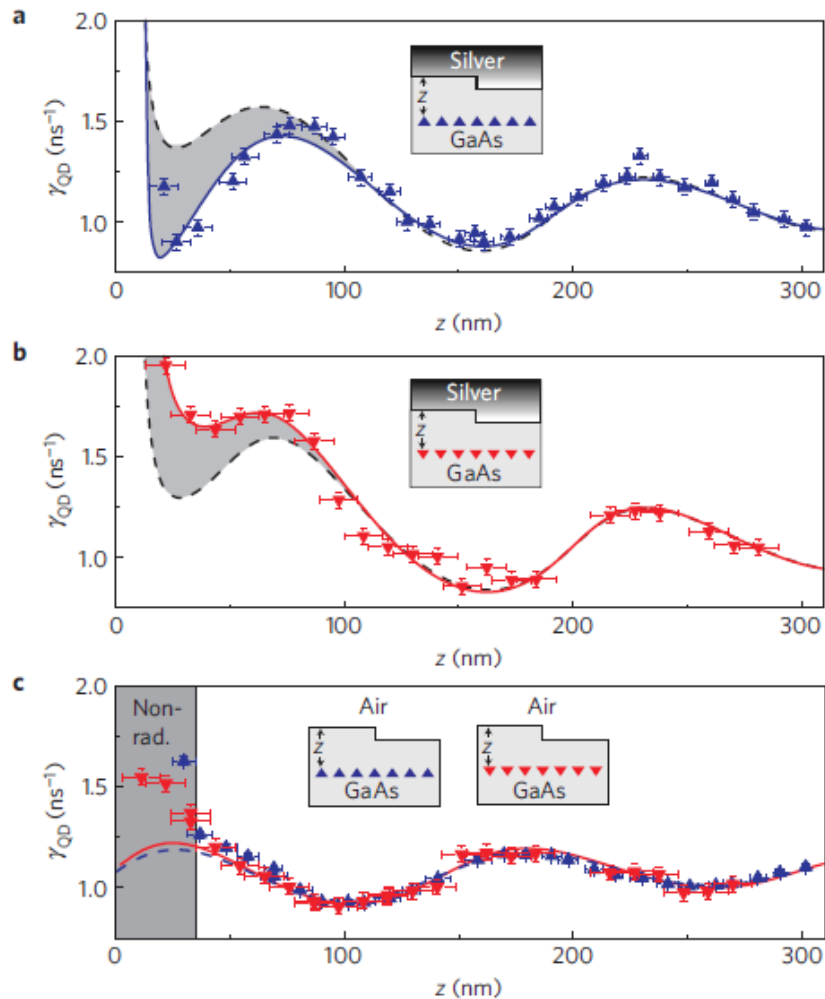 a
2.0
1.5
1.0
γQD (ns⁻¹)
Silver
z
GaAs
0 100 200 300
z (nm)
b
2.0
1.5
1.0
γQD (ns⁻¹)
Silver
z
GaAs
0 100 200 300
z (nm)
c
2.0
1.5
1.0
γQD (ns⁻¹)
Non-
rad.
Air Air
z z
GaAs GaAs
0 100 200 300
z (nm)